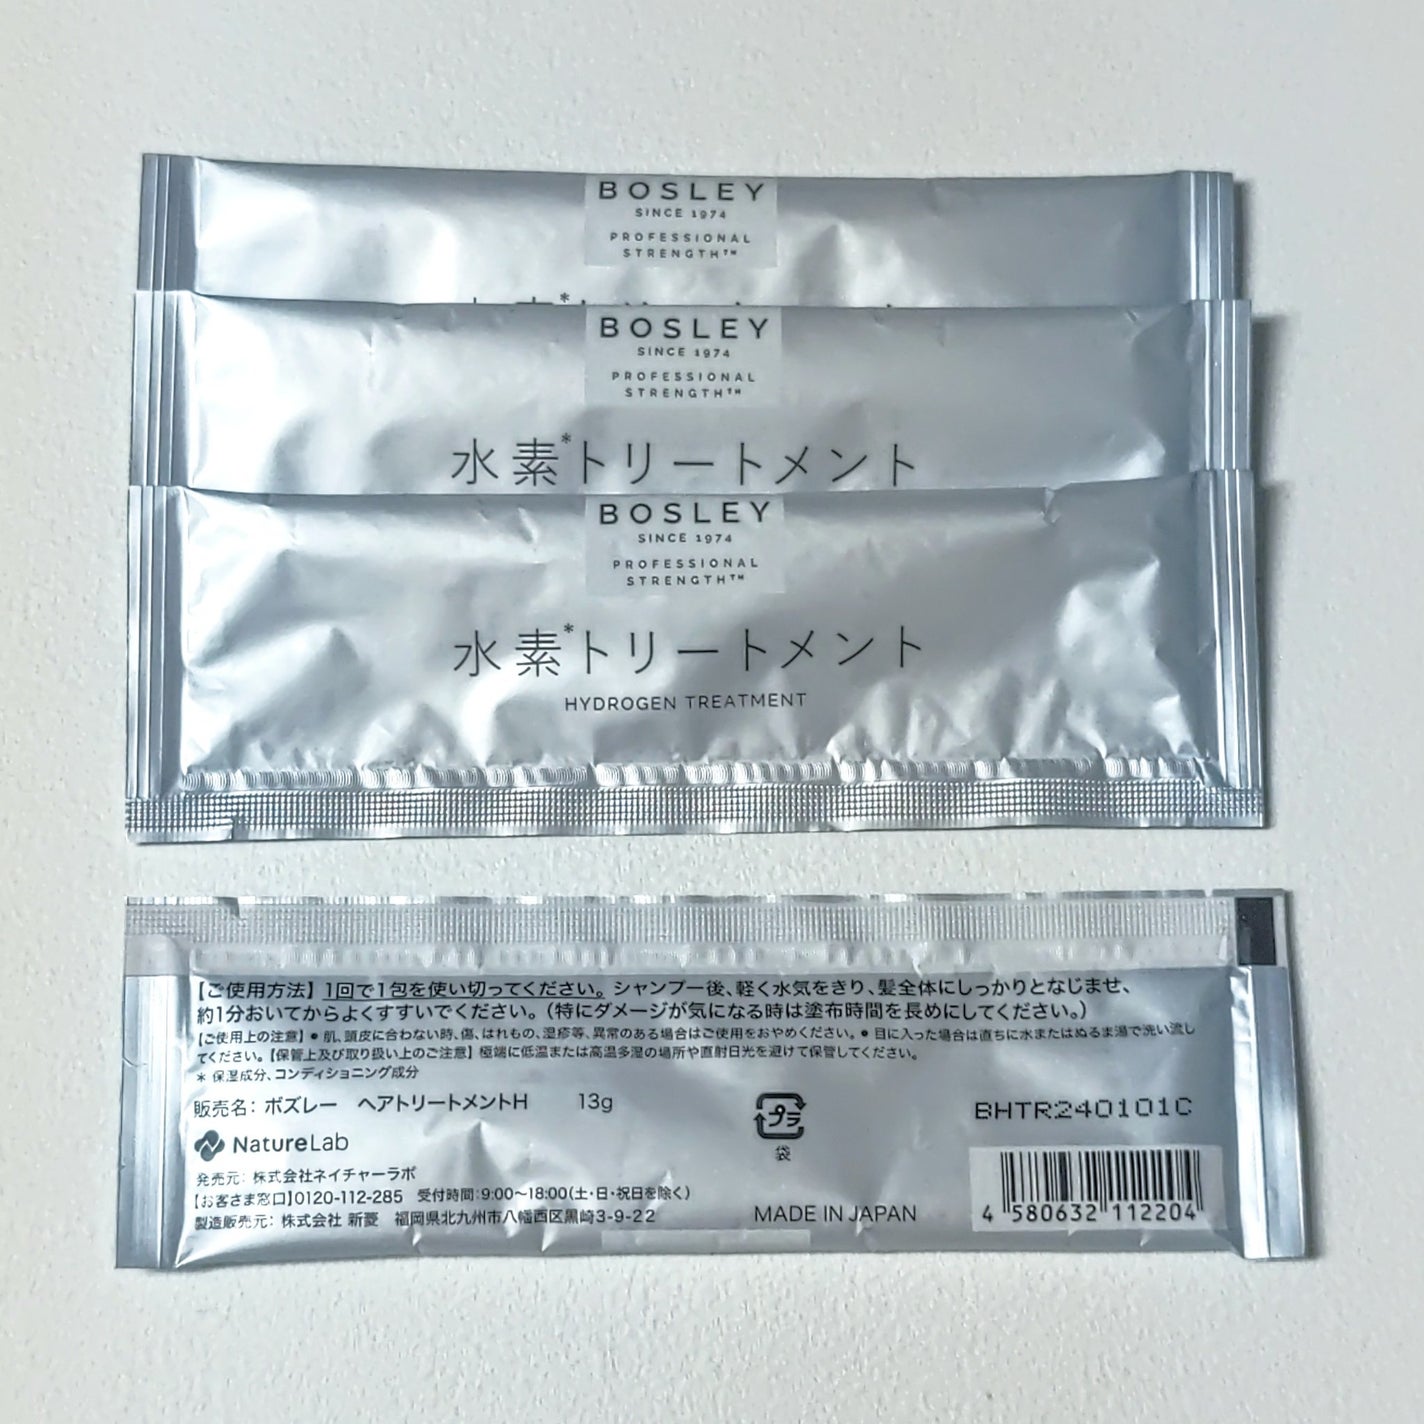 BOSLEY
SINCE 1974
PROFESSIONAL
STRENGTH™
BOSLEY
SINCE 1974
PROFESSIONAL
STRENGTH™
水素*トリートメント
BOSLEY
SINCE 1974
PROFESSIONAL
STRENGTH™
水素*トリートメント
HYDROGEN TREATMENT
【ご使用方法】1回で1包を使い切ってください。シャンプー後、軽く水気をきり、髪全体にしっかりとなじませ、
約1分おいてからよくすすいでください。(特にダメージが気になる時は塗布時間を長めにしてください。)
【ご使用上の注意】● 肌、頭皮に合わない時、傷、はれもの、湿疹等、異常のある場合はご使用をおやめください。● 目に入った場合は直ちに水またはぬるま湯で洗い流し
てください。【保管上及び取り扱い上のご注意】極端に低温または高温多湿の場所や直射日光を避けて保管してください。
* 保湿成分、コンディショニング成分
販売名: ボズレー ヘアトリートメントH 13g
プラ
袋
BHTR240101C
NatureLab
発売元: 株式会社ネイチャーラボ
【お客さま窓口】0120-112-285 受付時間:9:00〜18:00(土・日・祝日を除く)
製造販売元: 株式会社 新菱 福岡県北九州市八幡西区黒崎3-9-22
MADE IN JAPAN
4 580632 112204